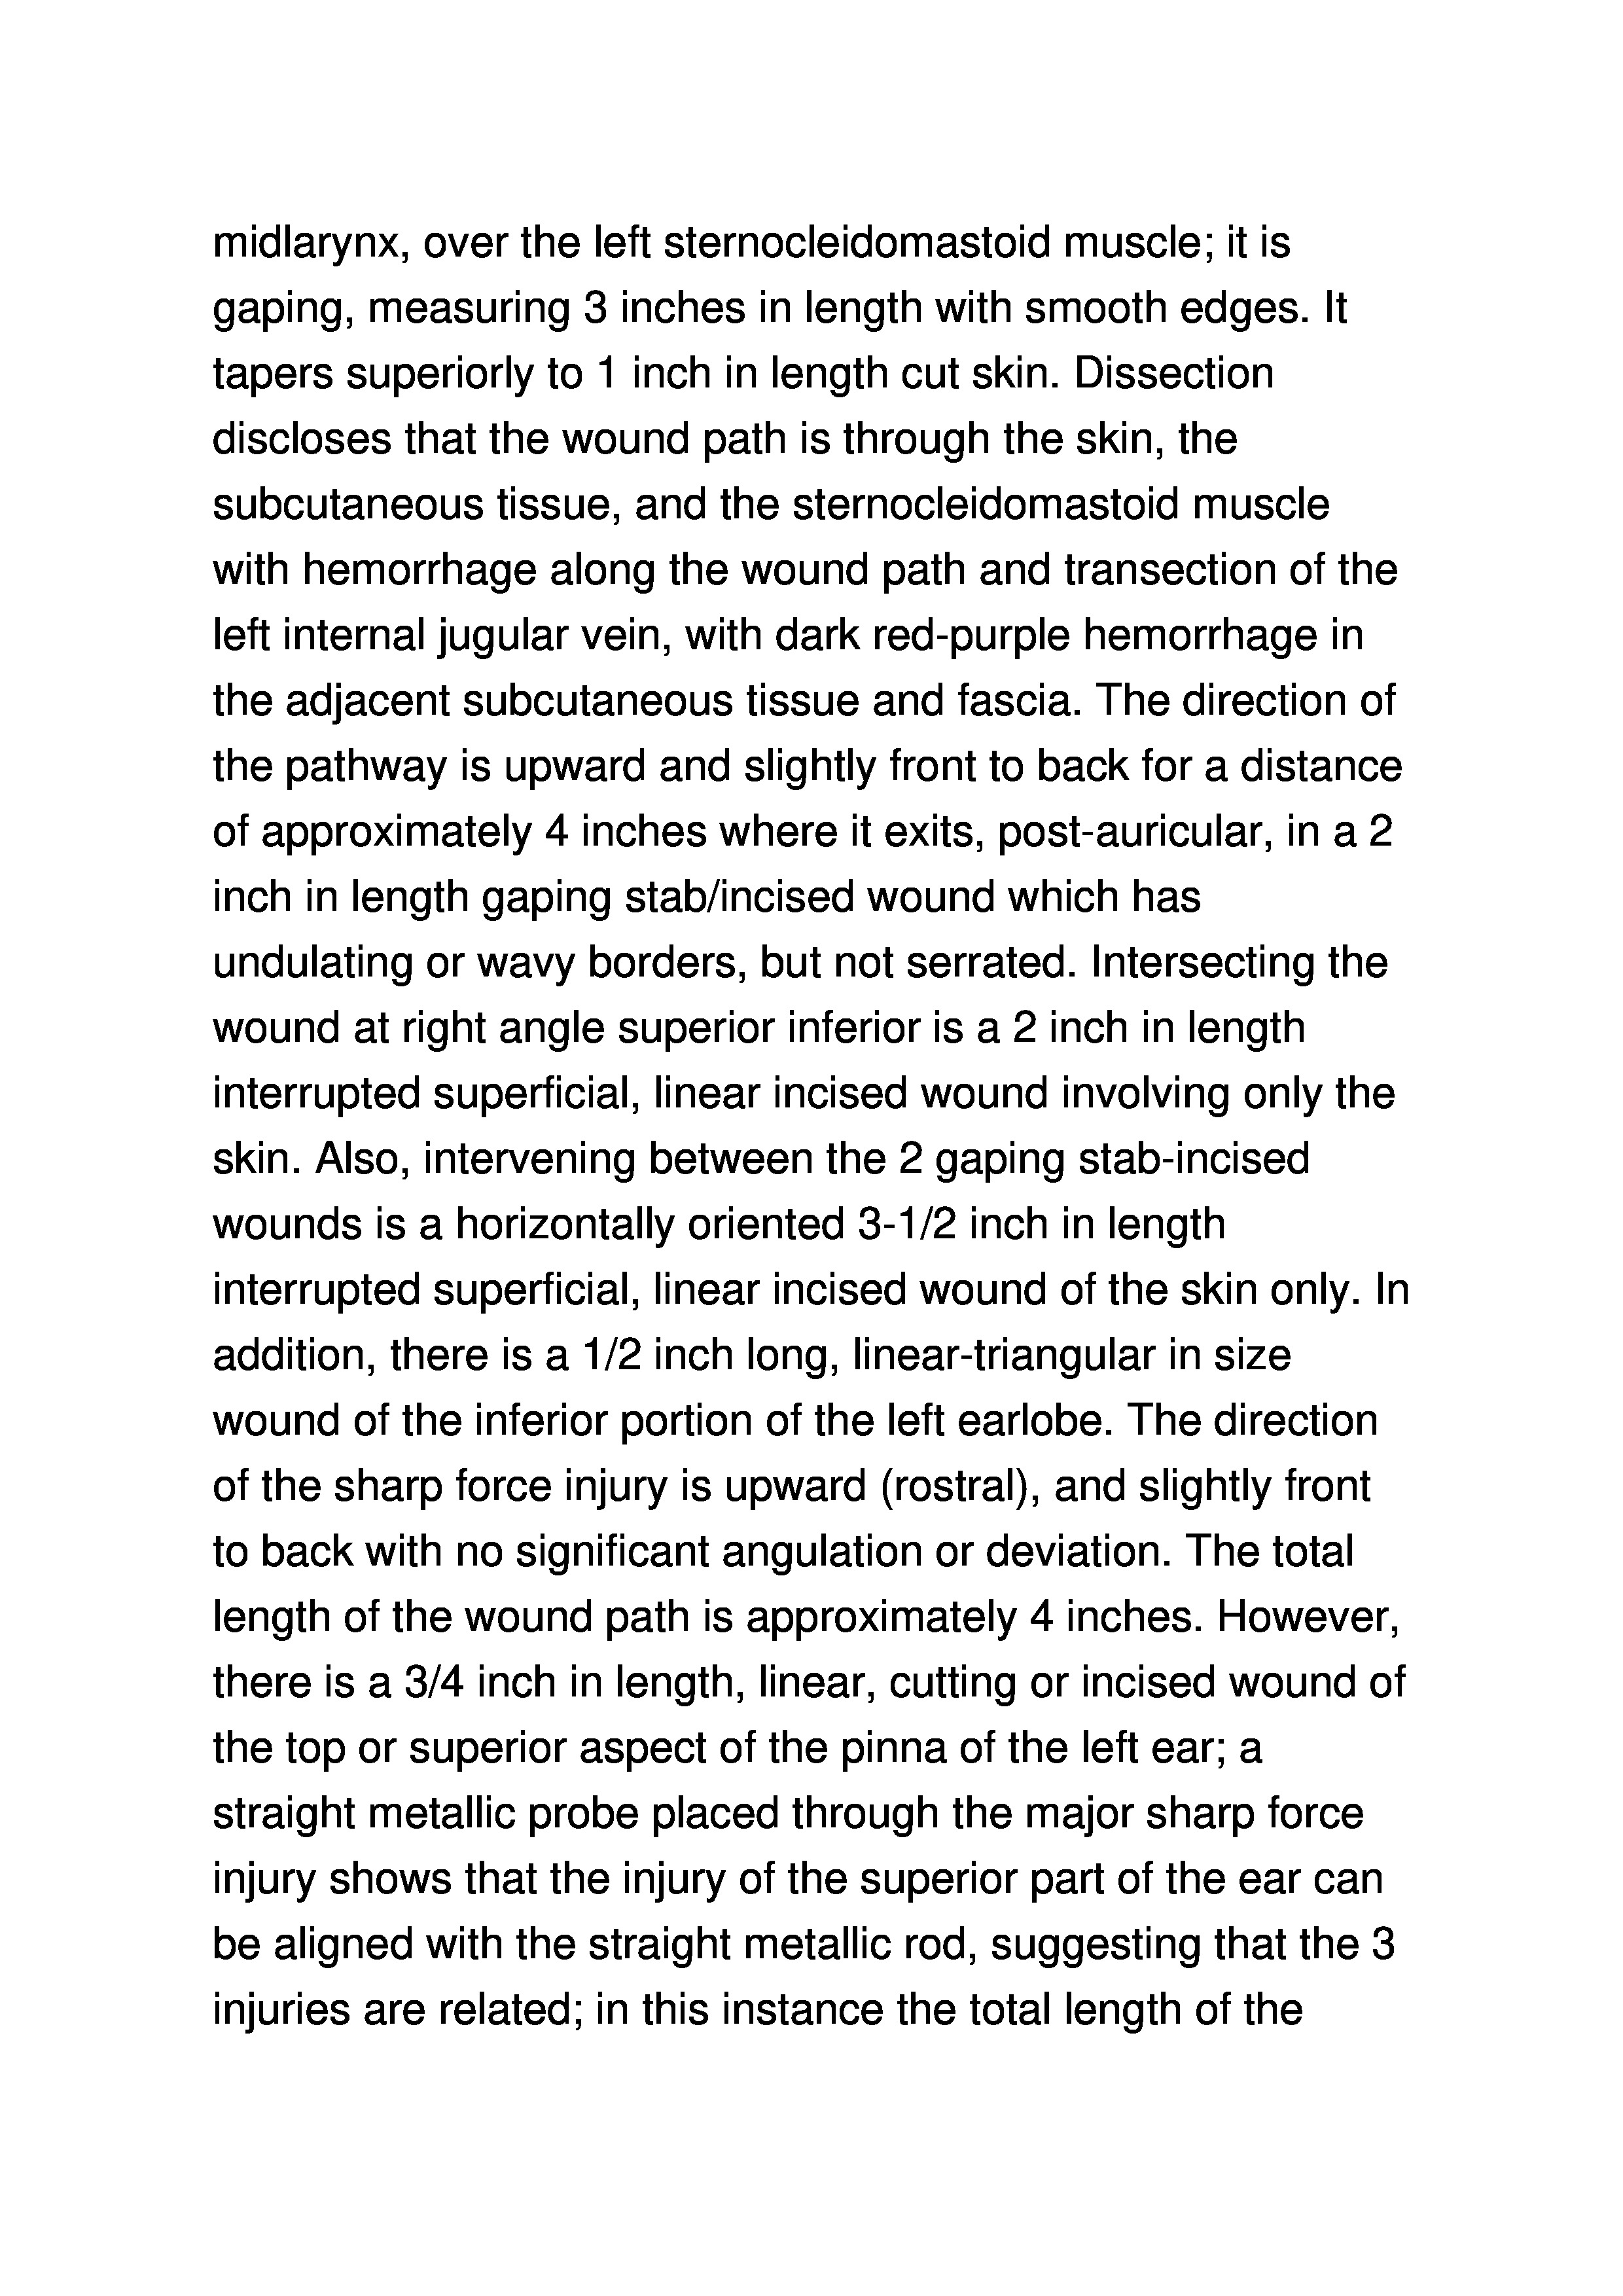 midlarynx, over the left sternocleidomastoid muscle; it is
gaping, measuring 3 inches in length with smooth edges. It
tapers superiorly to 1 inch in length cut skin. Dissection
discloses that the wound path is through the skin, the
subcutaneous tissue, and the sternocleidomastoid muscle
with hemorrhage along the wound path and transection of the
left internal jugular vein, with dark red-purple hemorrhage in
the adjacent subcutaneous tissue and fascia. The direction of
the pathway is upward and slightly front to back for a distance
of approximately 4 inches where it exits, post-auricular, in a 2
inch in length gaping stab/incised wound which has
undulating or wavy borders, but not serrated. Intersecting the
wound at right angle superior inferior is a 2 inch in length
interrupted superficial, linear incised wound involving only the
skin. Also, intervening between the 2 gaping stab-incised
wounds is a horizontally oriented 3-1/2 inch in length
interrupted superficial, linear incised wound of the skin only. In
addition, there is a 1/2 inch long, linear-triangular in size
wound of the inferior portion of the left earlobe. The direction
of the sharp force injury is upward (rostral), and slightly front
to back with no significant angulation or deviation. The total
length of the wound path is approximately 4 inches. However,
there is a 3/4 inch in length, linear, cutting or incised wound of
the top or superior aspect of the pinna of the left ear; a
straight metallic probe placed through the major sharp force
injury shows that the injury of the superior part of the ear can
be aligned with the straight metallic rod, suggesting that the 3
injuries are related; in this instance the total length of the